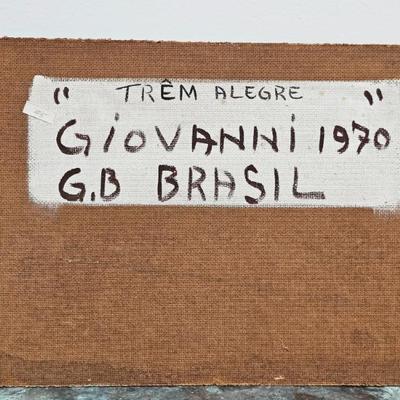 " TRÊM ALEGRE "
GiOVANNi 1970
G.B BRASIL